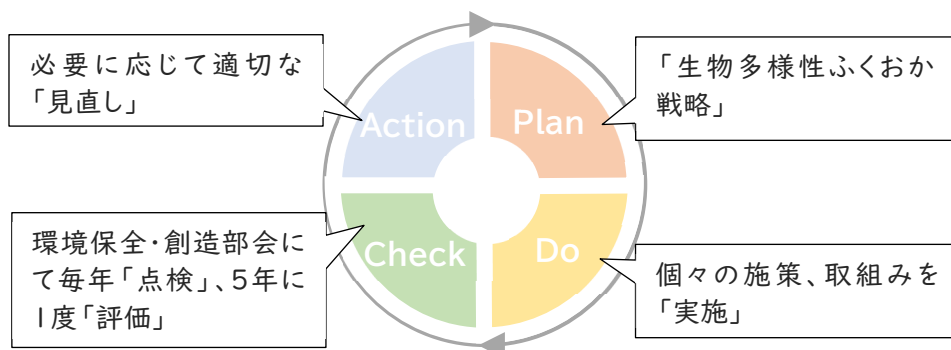 必要に応じて適切な
「見直し」
Action
Plan
「生物多様性ふくおか
戦略」
環境保全・創造部会に
て毎年「点検」、5年に
1度「評価」
Check
Do
個々の施策、取組みを
「実施」